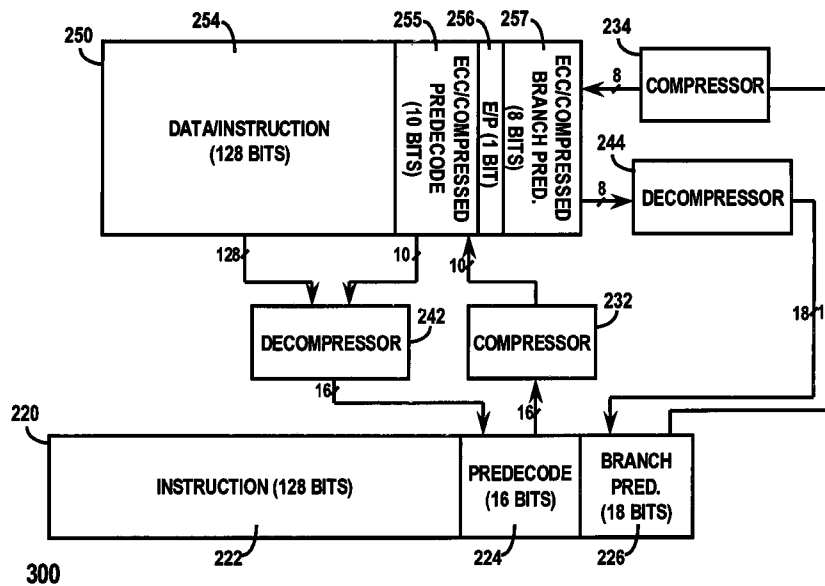 250
254
255
256
257
234
DATA/INSTRUCTION
(128 BITS)
ECC/COMPRESSED
PREDECODE
(10 BITS)
E/P (1 BIT)
ECC/COMPRESSED
BRANCH PRED.
(8 BITS)
8
COMPRESSOR
244
8
DECOMPRESSOR
128
10
10
242
232
18
1
DECOMPRESSOR
COMPRESSOR
16
16
220
INSTRUCTION (128 BITS)
PREDECODE
(16 BITS)
BRANCH
PRED.
(18 BITS)
222
224
226
300